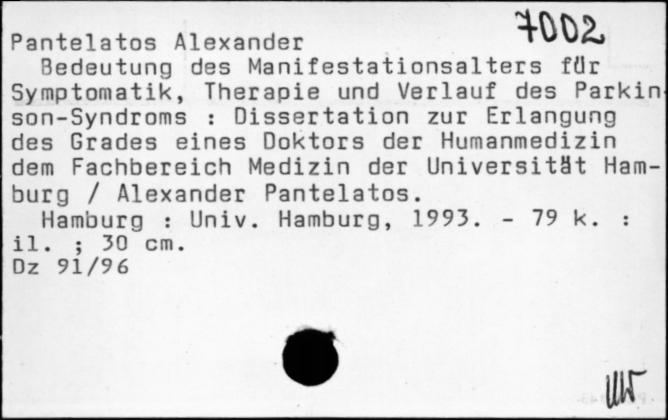 7002
Pantelatos Alexander
Bedeutung des Manifestationsalters für
Symptomatik, Therapie und Verlauf des Parkin-
son-Syndroms : Dissertation zur Erlangung
des Grades eines Doktors der Humanmedizin
dem Fachbereich Medizin der Universität Ham-
burg / Alexander Pantelatos.
Hamburg : Univ. Hamburg, 1993. - 79 k. :
il. ; 30 cm.
Dz 91/96